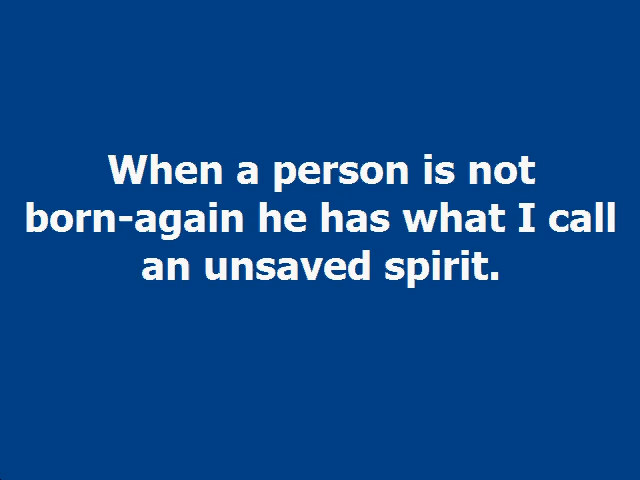 When a person is not
born-again he has what I call
an unsaved spirit.